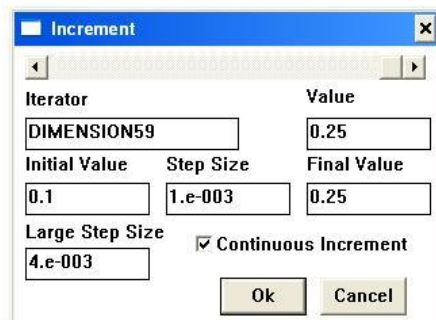 Increment
Iterator Value
DIMENSION59 0.25
Initial Value Step Size Final Value
0.1 1.e-003 0.25
Large Step Size
4.e-003 Continuous Increment
Ok Cancel